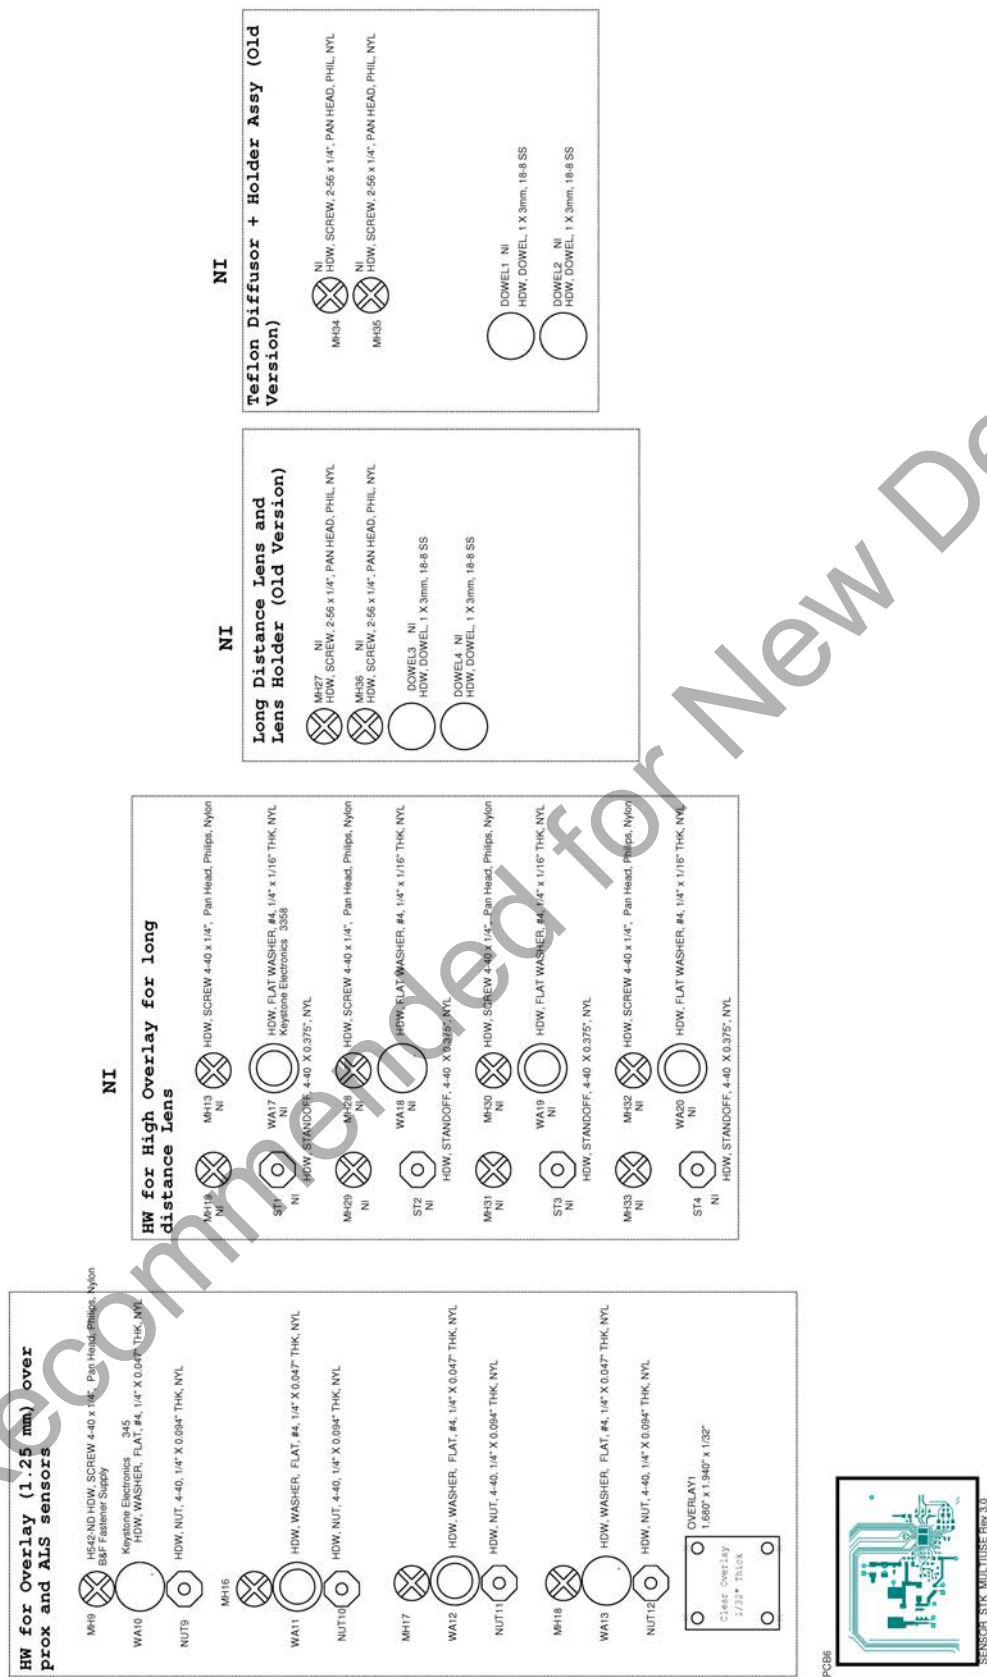 HW for Overlay (1.25 mm) over
prox and ALS sensors
MH9
H542-ND HDW, SCREW 4-40 x 1/4", Pan Head, Philips, Nylon
B&F Fastener Supply
Keystone Electronics 345
WA10
HDW, WASHER, FLAT, #4, 1/4" X 0.047" THK, NYL
NUT9
HDW, NUT, 4-40, 1/4" X 0.094" THK, NYL
MH16
WA11
HDW, WASHER, FLAT, #4, 1/4" X 0.047" THK, NYL
NUT10
HDW, NUT, 4-40, 1/4" X 0.094" THK, NYL
MH17
WA12
HDW, WASHER, FLAT, #4, 1/4" X 0.047" THK, NYL
NUT11
HDW, NUT, 4-40, 1/4" X 0.094" THK, NYL
MH18
WA13
HDW, WASHER, FLAT, #4, 1/4" X 0.047" THK, NYL
NUT12
HDW, NUT, 4-40, 1/4" X 0.094" THK, NYL
Clear Overlay
1/32" Thick
OVERLAY1
1.680" x 1.940" x 1/32"
PCB6
SENSOR_STK_MULTIUSE Rev 3.0
NI
HW for High Overlay for long
distance Lens
MH19
NI
MH13
NI
HDW, SCREW 4-40 x 1/4", Pan Head, Philips, Nylon
ST1
NI
HDW, STANDOFF, 4-40 X 0.375", NYL
WA17
NI
HDW, FLAT WASHER, #4, 1/4" x 1/16" THK, NYL
Keystone Electronics 3358
MH29
NI
MH28
NI
HDW, SCREW 4-40 x 1/4", Pan Head, Philips, Nylon
ST2
NI
HDW, STANDOFF, 4-40 X 0.375", NYL
WA18
NI
HDW, FLAT WASHER, #4, 1/4" x 1/16" THK, NYL
MH31
NI
MH30
NI
HDW, SCREW 4-40 x 1/4", Pan Head, Philips, Nylon
ST3
NI
HDW, STANDOFF, 4-40 X 0.375", NYL
WA19
NI
HDW, FLAT WASHER, #4, 1/4" x 1/16" THK, NYL
MH33
NI
MH32
NI
HDW, SCREW 4-40 x 1/4", Pan Head, Philips, Nylon
ST4
NI
HDW, STANDOFF, 4-40 X 0.375", NYL
WA20
NI
HDW, FLAT WASHER, #4, 1/4" x 1/16" THK, NYL
NI
Long Distance Lens and
Lens Holder (Old Version)
MH27 NI
HDW, SCREW, 2-56 x 1/4", PAN HEAD, PHIL, NYL
MH36 NI
HDW, SCREW, 2-56 x 1/4", PAN HEAD, PHIL, NYL
DOWEL3 NI
HDW, DOWEL, 1 X 3mm, 18-8 SS
DOWEL4 NI
HDW, DOWEL, 1 X 3mm, 18-8 SS
NI
Teflon Diffusor + Holder Assy (Old
Version)
MH34
NI
HDW, SCREW, 2-56 x 1/4", PAN HEAD, PHIL, NYL
MH35
NI
HDW, SCREW, 2-56 x 1/4", PAN HEAD, PHIL, NYL
DOWEL1 NI
HDW, DOWEL, 1 X 3mm, 18-8 SS
DOWEL2 NI
HDW, DOWEL, 1 X 3mm, 18-8 SS
Recommended for New De